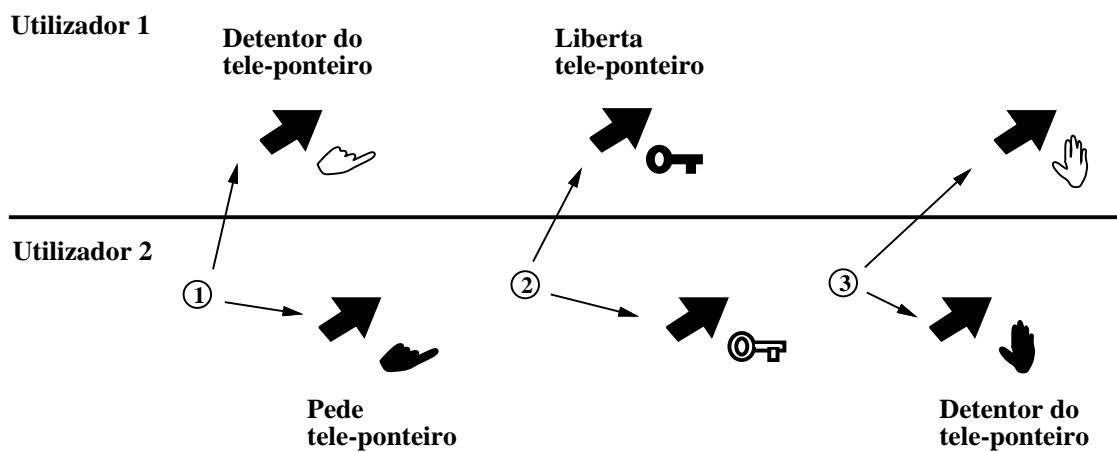 Utilizador 1
Detentor do
tele-ponteiro
Liberta
tele-ponteiro
Utilizador 2
1
2
3
Pede
tele-ponteiro
Detentor do
tele-ponteiro